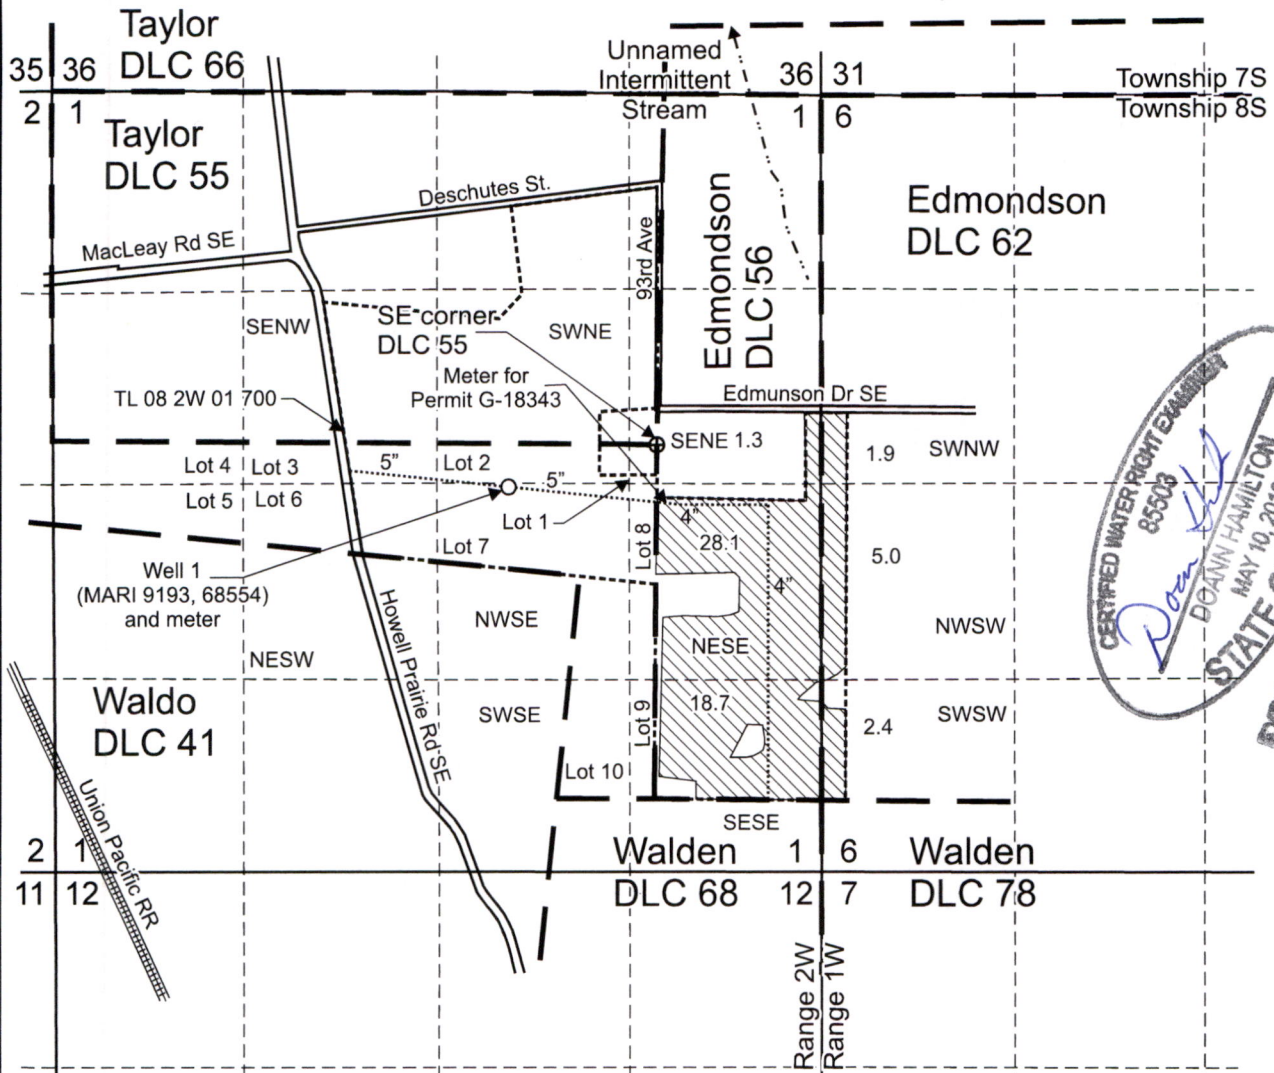 Taylor
DLC 66
35 36
2 1
Unnamed
Intermittent
Stream
36 31
1 6
Township 7S
Township 8S
Taylor
DLC 55
Deschutes St.
MacLeay Rd SE
93rd Ave
Edmondson
DLC 56
Edmondson
DLC 62
SENW
SE corner
DLC 55
SWNE
Meter for
Permit G-18343
TL 08 2W 01 700
Edmunson Dr SE
SENE 1.3
1.9
SWNW
Lot 4
Lot 3
Lot 2
5"
5"
Lot 5
Lot 6
Lot 1
4"
Lot 8
28.1
5.0
Lot 7
4"
Well 1
(MARI 9193, 68554)
and meter
Howell Prairie Rd SE
NWSE
NESE
NWSW
NESW
Waldo
DLC 41
SWSE
Lot 9
18.7
2.4
SWSW
Lot 10
SESE
Union Pacific RR
2 1
11 12
Walden
DLC 68
1 6
12 7
Walden
DLC 78
Range 2W
Range 1W
CERTIFIED WATER RIGHT EXAMINER
85503
DOANN HAMILTON
MAY 10, 201
STATE